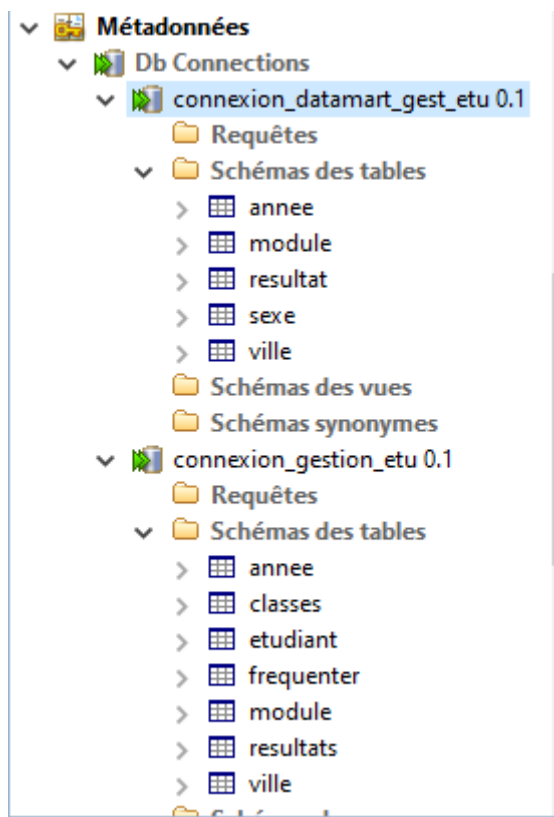 Métadonnées
Db Connections
connexion_datamart_gest_etu 0.1
Requêtes
Schémas des tables
annee
module
resultat
sexe
ville
Schémas des vues
Schémas synonymes
connexion_gestion_etu 0.1
Requêtes
Schémas des tables
annee
classes
etudiant
frequenter
module
resultats
ville